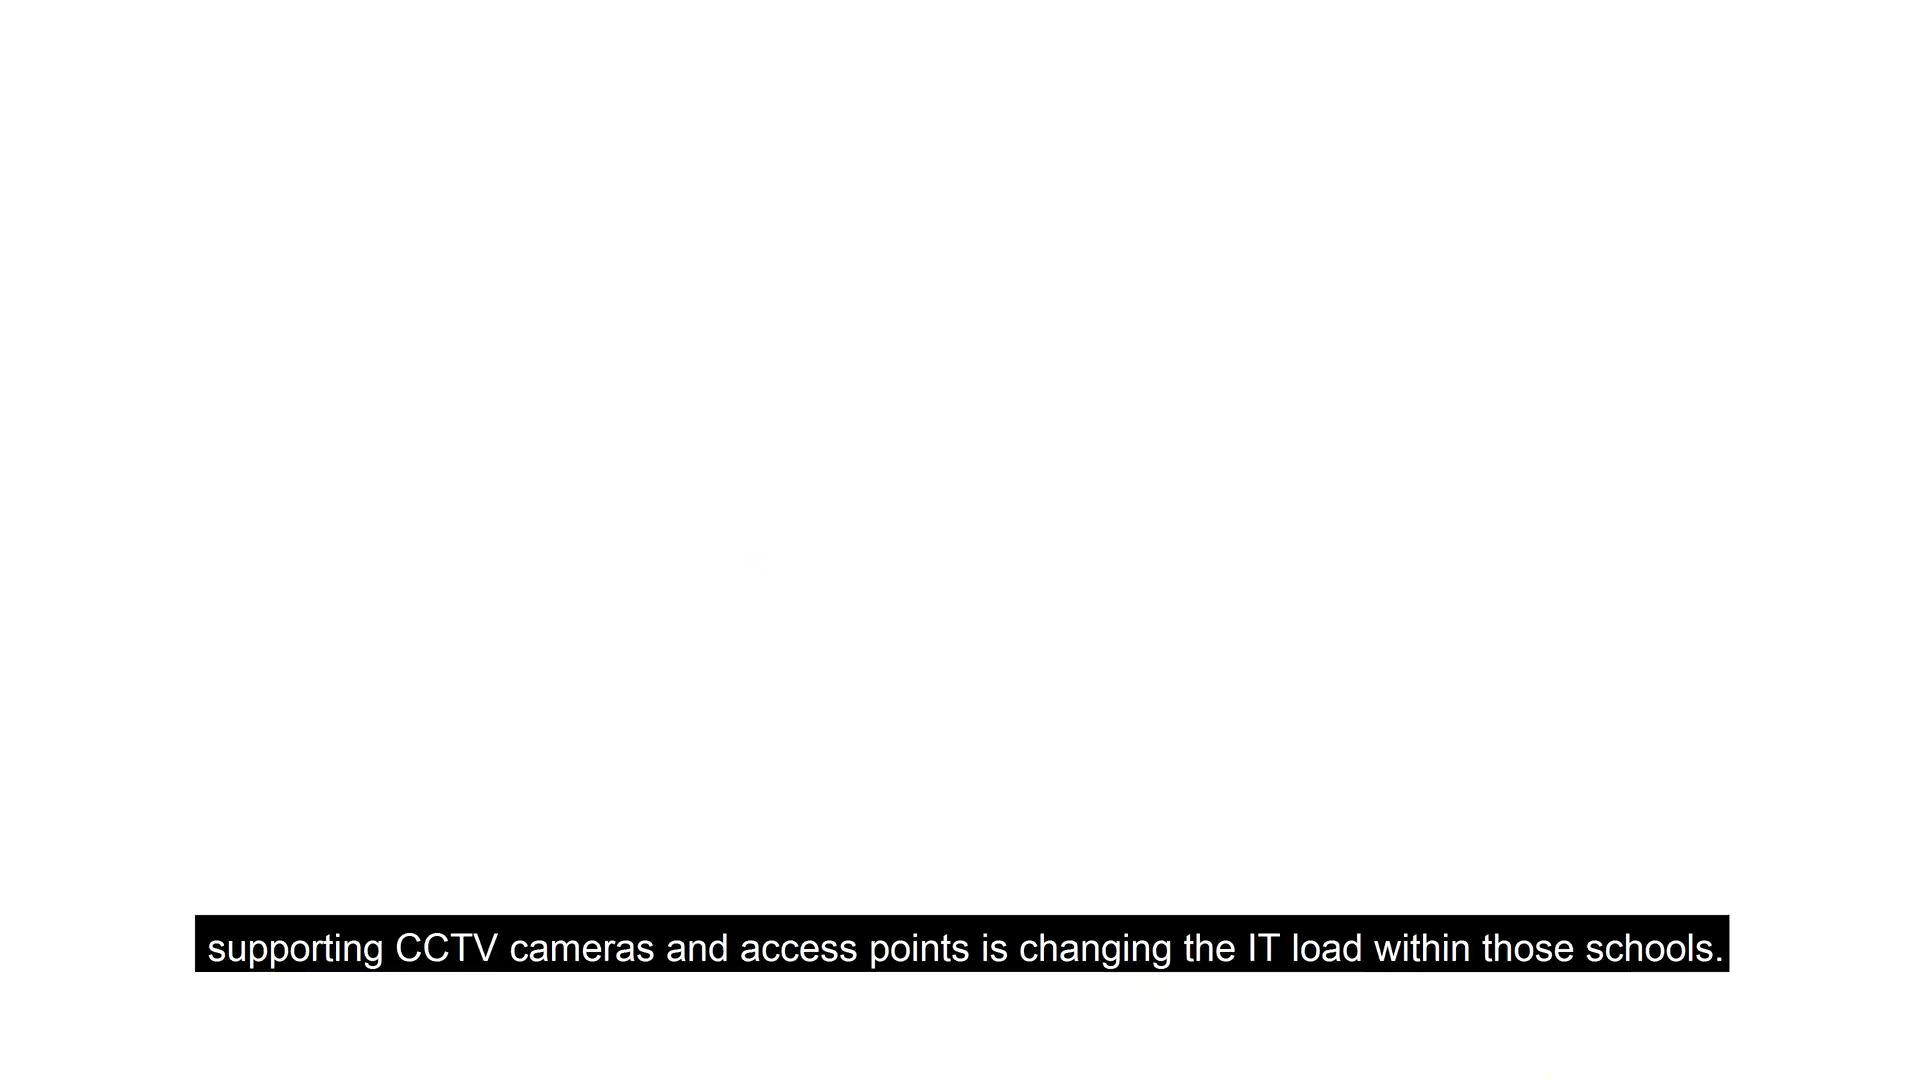 supporting CCTV cameras and access points is changing the IT load within those schools.